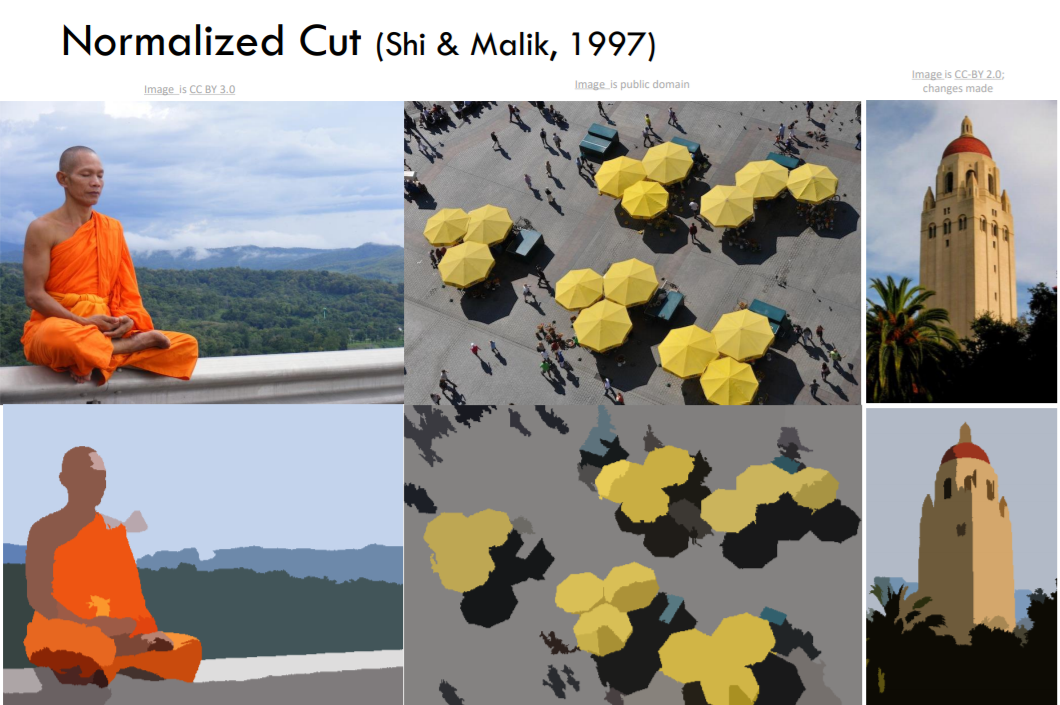 Normalized Cut (Shi & Malik, 1997)
Image is CC BY 3.0
Image is public domain
Image is CC-BY 2.0;
changes made